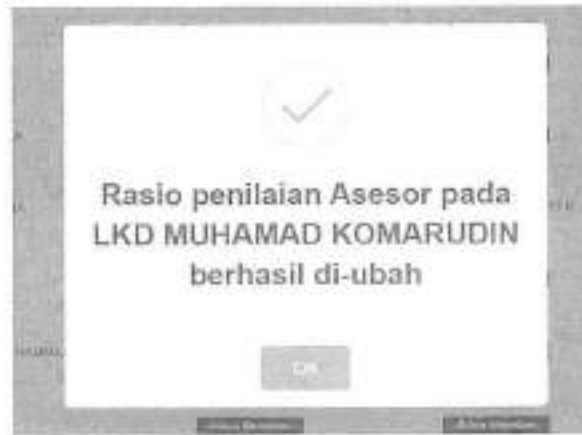 Rasio penilaian Asesor pada
LKD MUHAMAD KOMARUDIN
berhasil di-ubah
OK